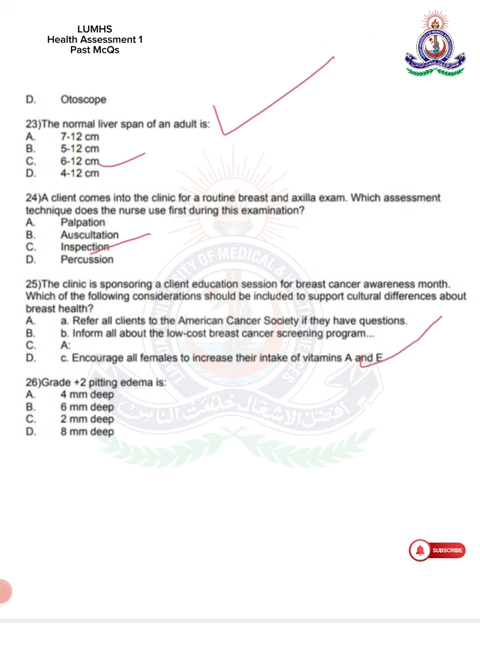 LUMHS
Health Assessment 1
Past McQs
D. Otoscope
23)The normal liver span of an adult is:
A. 7-12 cm
B. 5-12 cm
C. 6-12 cm
D. 4-12 cm
24)A client comes into the clinic for a routine breast and axilla exam. Which assessment
technique does the nurse use first during this examination?
A. Palpation
B. Auscultation
C. Inspection
D. Percussion
25)The clinic is sponsoring a client education session for breast cancer awareness month.
Which of the following considerations should be included to support cultural differences about
breast health?
A. a. Refer all clients to the American Cancer Society if they have questions.
B. b. Inform all about the low-cost breast cancer screening program...
C. A:
D. c. Encourage all females to increase their intake of vitamins A and E
26)Grade +2 pitting edema is:
A. 4 mm deep
B. 6 mm deep
C. 2 mm deep
D. 8 mm deep
SUBSCRIBE